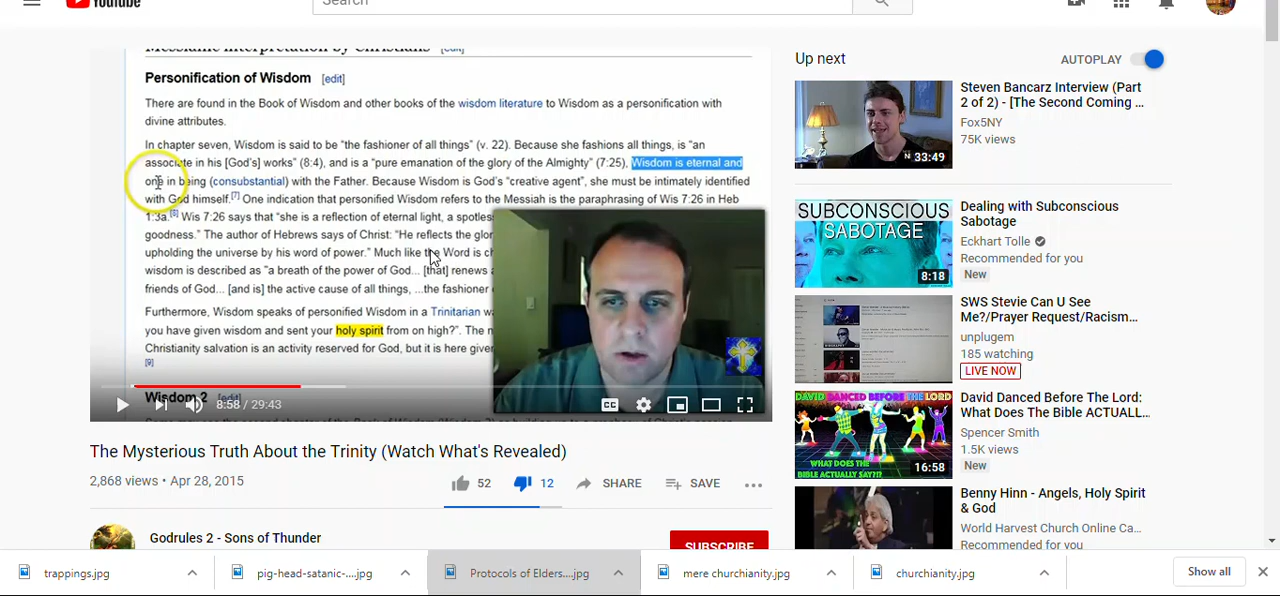 YouTube
Search
Messianic interpretation by Christians [edit]
Personification of Wisdom [edit]
There are found in the Book of Wisdom and other books of the wisdom literature to Wisdom as a personification with
divine attributes.
In chapter seven, Wisdom is said to be “the fashioner of all things” (v. 22). Because she fashions all things, is “an
associate in his [God's] works” (8:4), and is a “pure emanation of the glory of the Almighty” (7:25), Wisdom is eternal and
one in being (consubstantial) with the Father. Because Wisdom is God's “creative agent”, she must be intimately identified
with God himself.[7] One indication that personified Wisdom refers to the Messiah is the paraphrasing of Wis 7:26 in Heb
1:3a.[8] Wis 7:26 says that “she is a reflection of eternal light, a spotless
goodness.” The author of Hebrews says of Christ: “He reflects the glor
upholding the universe by his word of power.” Much like the Word is c
wisdom is described as “a breath of the power of God... [that] renews a
friends of God... [and is] the active cause of all things, ...the fashioner
Furthermore, Wisdom speaks of personified Wisdom in a Trinitarian wa
you have given wisdom and sent your holy spirit from on high?”. The n
Christianity salvation is an activity reserved for God, but it is here given
[9]
Wisdom 2 [edit]
8:58 / 29:43
CC
The Mysterious Truth About the Trinity (Watch What's Revealed)
2,868 views • Apr 28, 2015
52
12
SHARE
SAVE
Godrules 2 - Sons of Thunder
SUBSCRIBE
Up next
AUTOPLAY
N 33:49
Steven Bancarz Interview (Part
2 of 2) - [The Second Coming ...
Fox5NY
75K views
SUBCONSCIOUS
SABOTAGE
8:18
Dealing with Subconscious
Sabotage
Eckhart Tolle
Recommended for you
New
SWS Stevie Can U See
Me?/Prayer Request/Racism...
unplugem
185 watching
LIVE NOW
DAVID DANCED BEFORE THE LORD:
WHAT DOES THE
BIBLE ACTUALLY SAY?!?
16:58
David Danced Before The Lord:
What Does The Bible ACTUALL...
Spencer Smith
1.5K views
New
Benny Hinn - Angels, Holy Spirit
& God
World Harvest Church Online Ca...
Recommended for you
trappings.jpg
pig-head-satanic-....jpg
Protocols of Elders....jpg
mere churchianity.jpg
churchianity.jpg
Show all